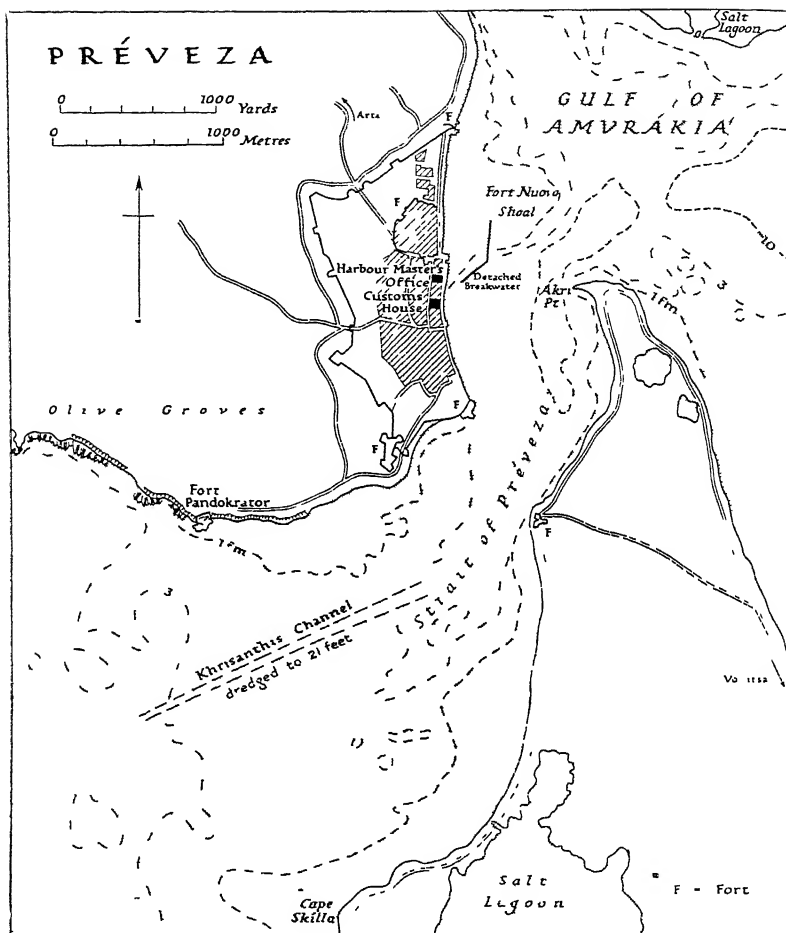 PRÉVEZA
0 1000 Yards
0 1000 Metres
Salt
Lagoon
GULF OF
AMVRÁKIA
Arta
F
F
Fort Nuovo
Shoal
Harbour Master's
Office
Customs
House
Detached
Breakwater
Akri
Pt
1fm
3
10
Olive Groves
F
F
Fort
Pandokrator
1fm
Strait of Préveza
F
3
Khrisanthis Channel
dredged to 21 feet
Salt
Lagoon
Cape
Skilla
F = Fort